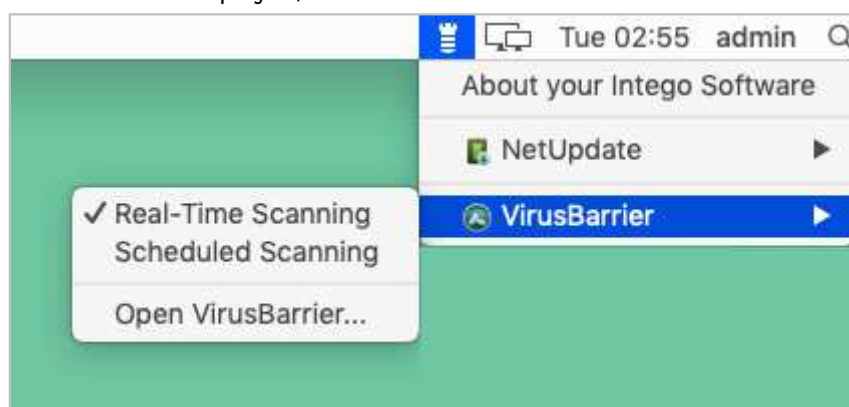 Tue 02:55 admin
About your Intego Software
NetUpdate
VirusBarrier
Real-Time Scanning
Scheduled Scanning
Open VirusBarrier...